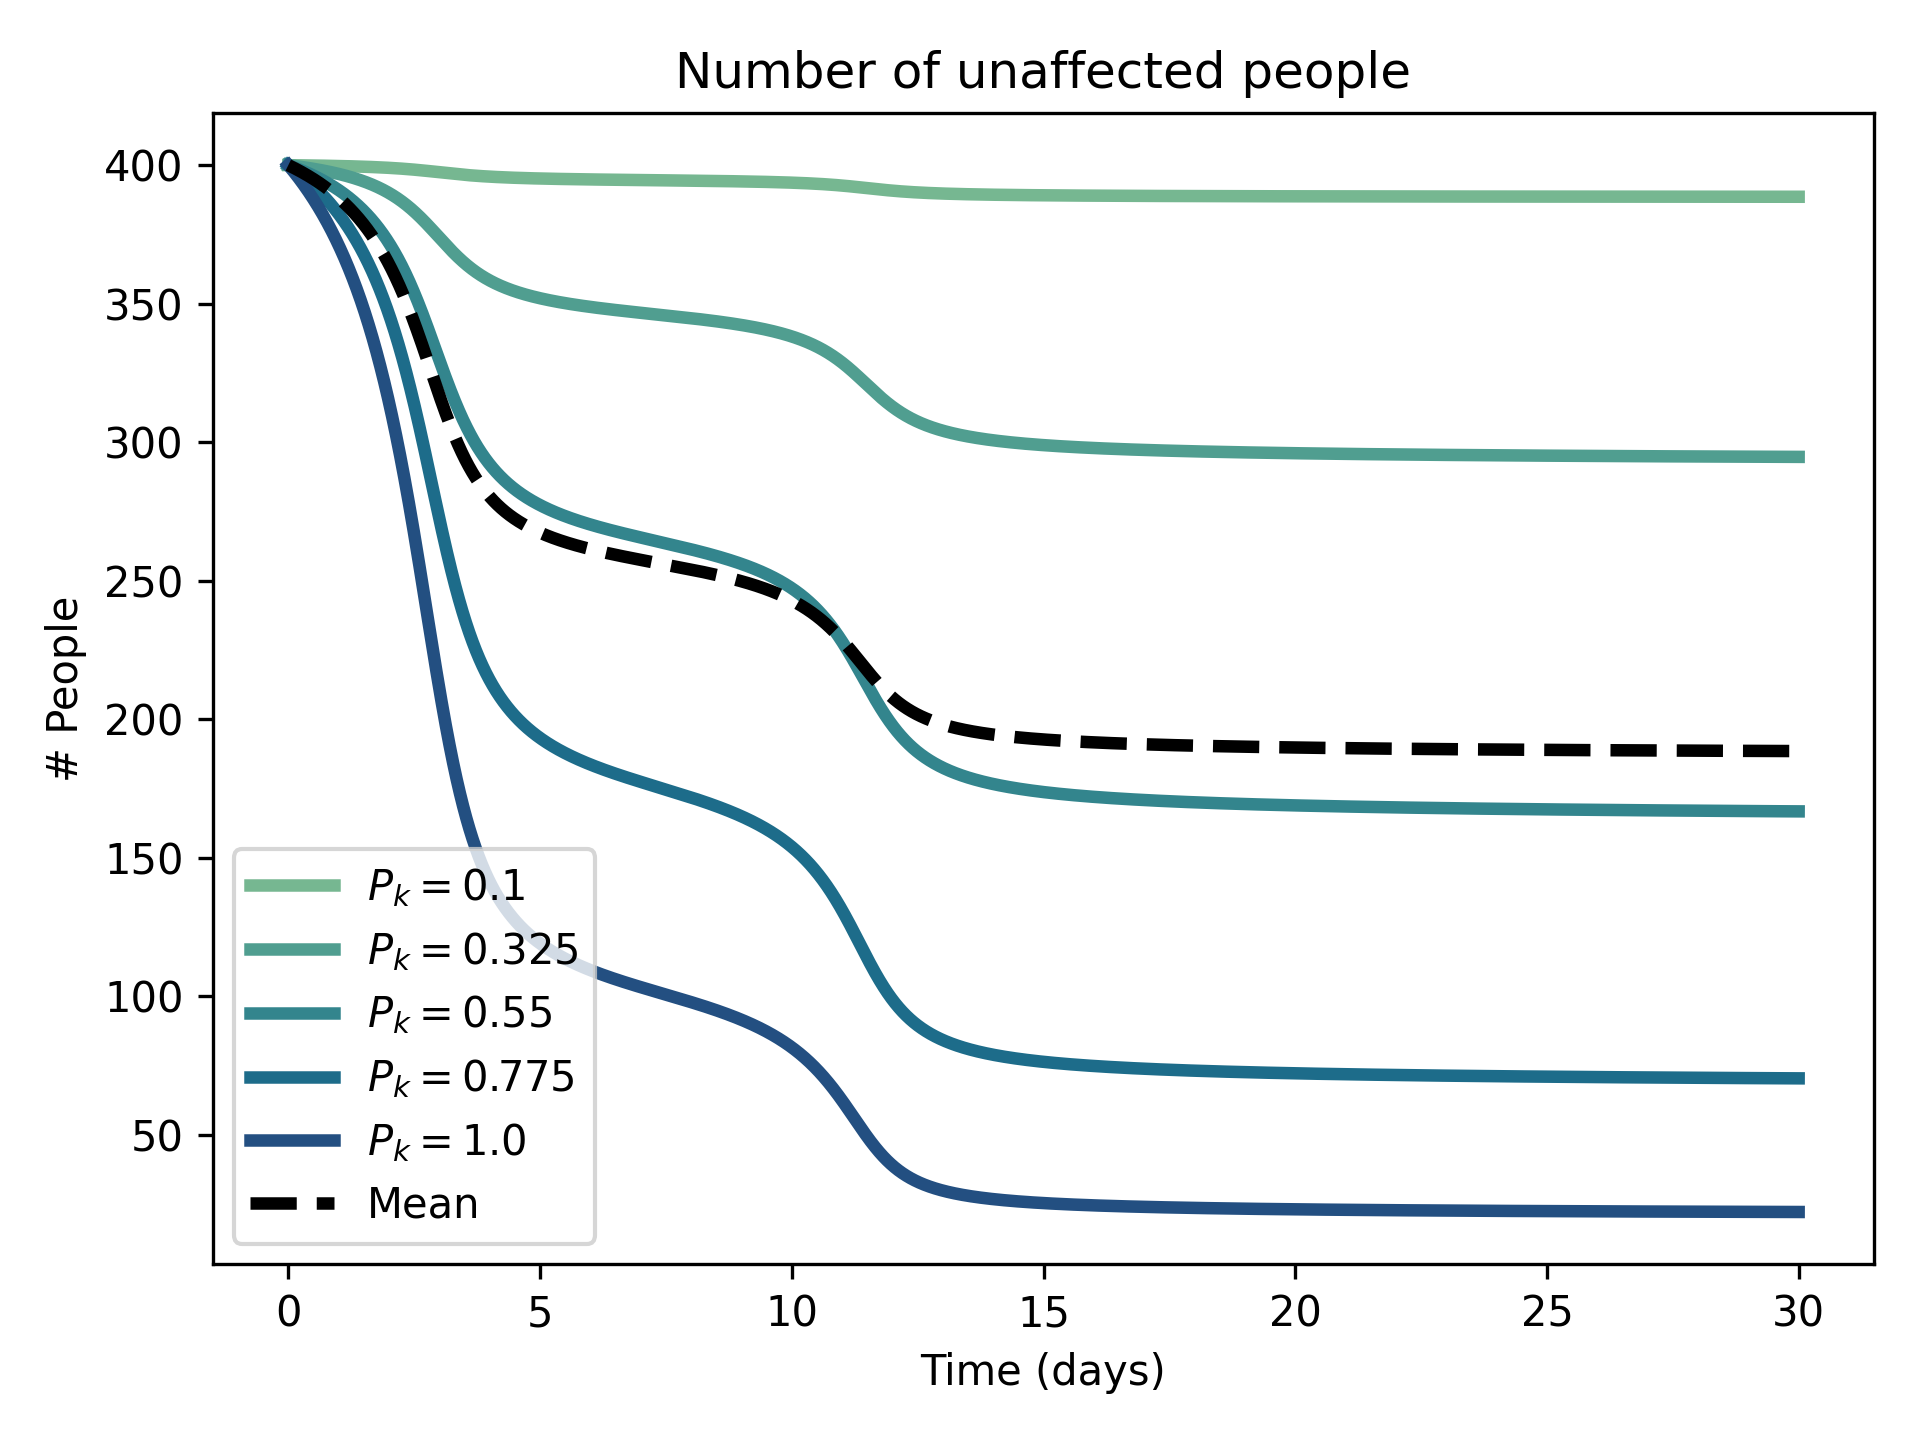 Number of unaffected people
400
350
300
250
200
150
100
50
# People
P_k = 0.1
P_k = 0.325
P_k = 0.55
P_k = 0.775
P_k = 1.0
Mean
0 5 10 15 20 25 30
Time (days)